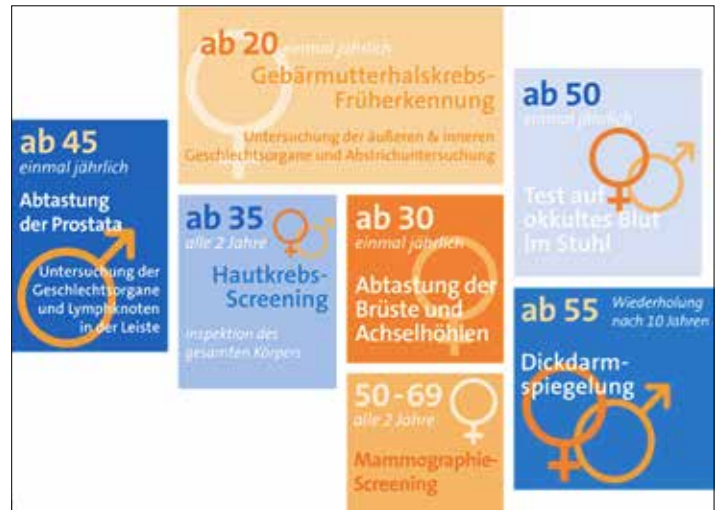 ab 20 einmal jährlich
Gebärmutterhalskrebs-
Früherkennung
Untersuchung der äußeren & inneren
Geschlechtsorgane und Abstrichuntersuchung
ab 45
einmal jährlich
Abtastung
der Prostata
Untersuchung der
Geschlechtsorgane
und Lymphknoten
in der Leiste
ab 35
alle 2 Jahre
Hautkrebs-
Screening
inspektion des
gesamten Körpers
ab 30
einmal jährlich
Abtastung der
Brüste und
Achselhöhlen
50-69
alle 2 Jahre
Mammographie-
Screening
ab 50
einmal jährlich
Test auf
okkultes Blut
im Stuhl
ab 55 Wiederholung
nach 10 Jahren
Dickdarm-
spiegelung